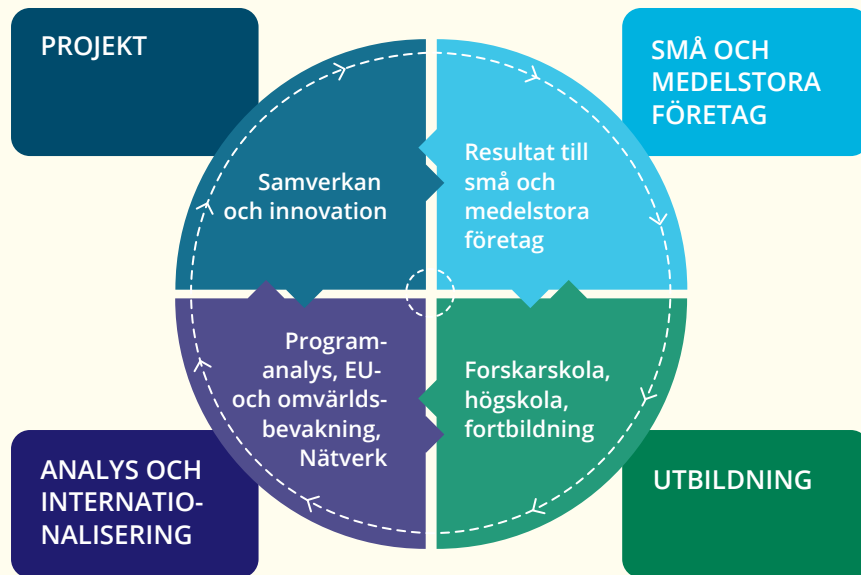 PROJEKT
SMÅ OCH
MEDELSTORA
FÖRETAG
Samverkan
och innovation
Resultat till
små och
medelstora
företag
Program-
analys, EU-
och omvärlds-
bevakning,
Nätverk
Forskarskola,
högskola,
fortbildning
ANALYS OCH
INTERNATIO-
NALISERING
UTBILDNING